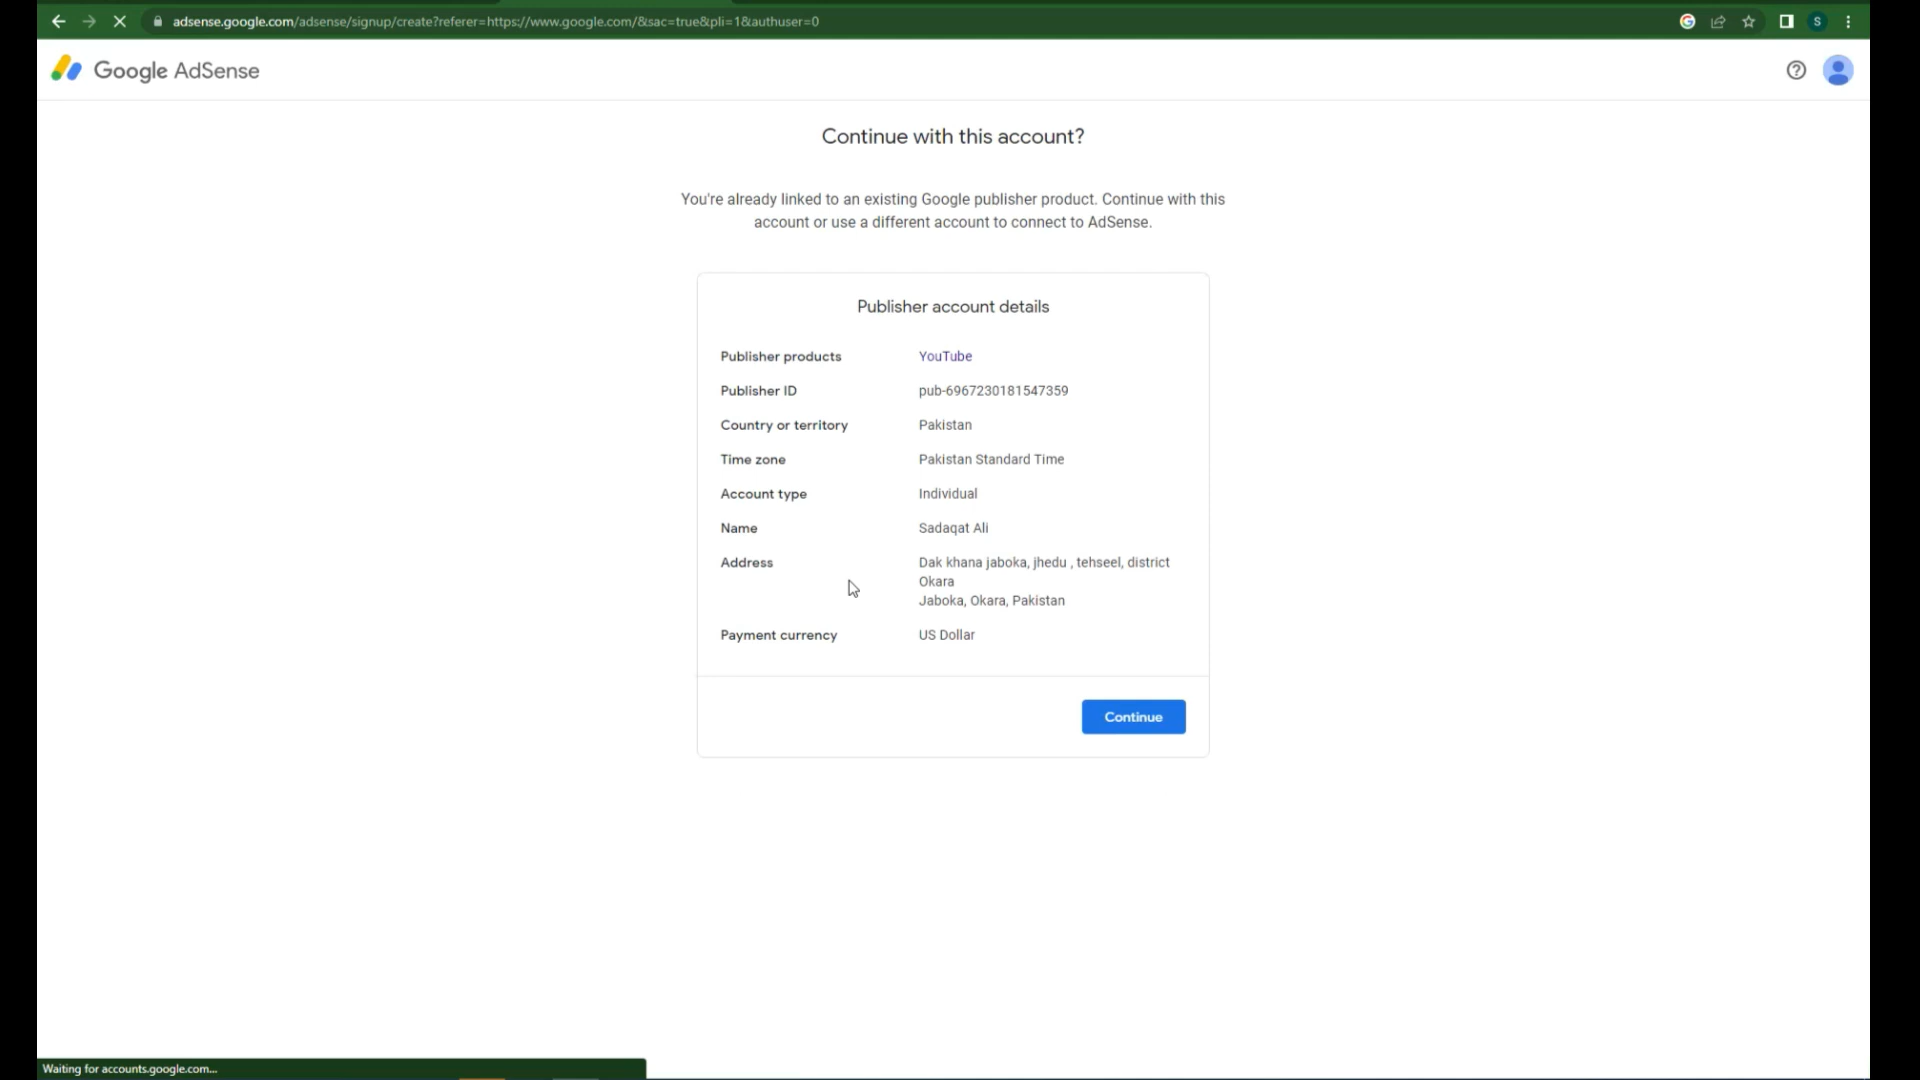 adsense.google.com/adsense/signup/create?referer=https://www.google.com/&sac=true&pli=1&authuser=0
S
Google AdSense
Continue with this account?
You're already linked to an existing Google publisher product. Continue with this
account or use a different account to connect to AdSense.
Publisher account details
Publisher products YouTube
Publisher ID pub-6967230181547359
Country or territory Pakistan
Time zone Pakistan Standard Time
Account type Individual
Name Sadaqat Ali
Address Dak khana jaboka, jhedu , tehseel, district
Okara
Jaboka, Okara, Pakistan
Payment currency US Dollar
Continue
Waiting for accounts.google.com...